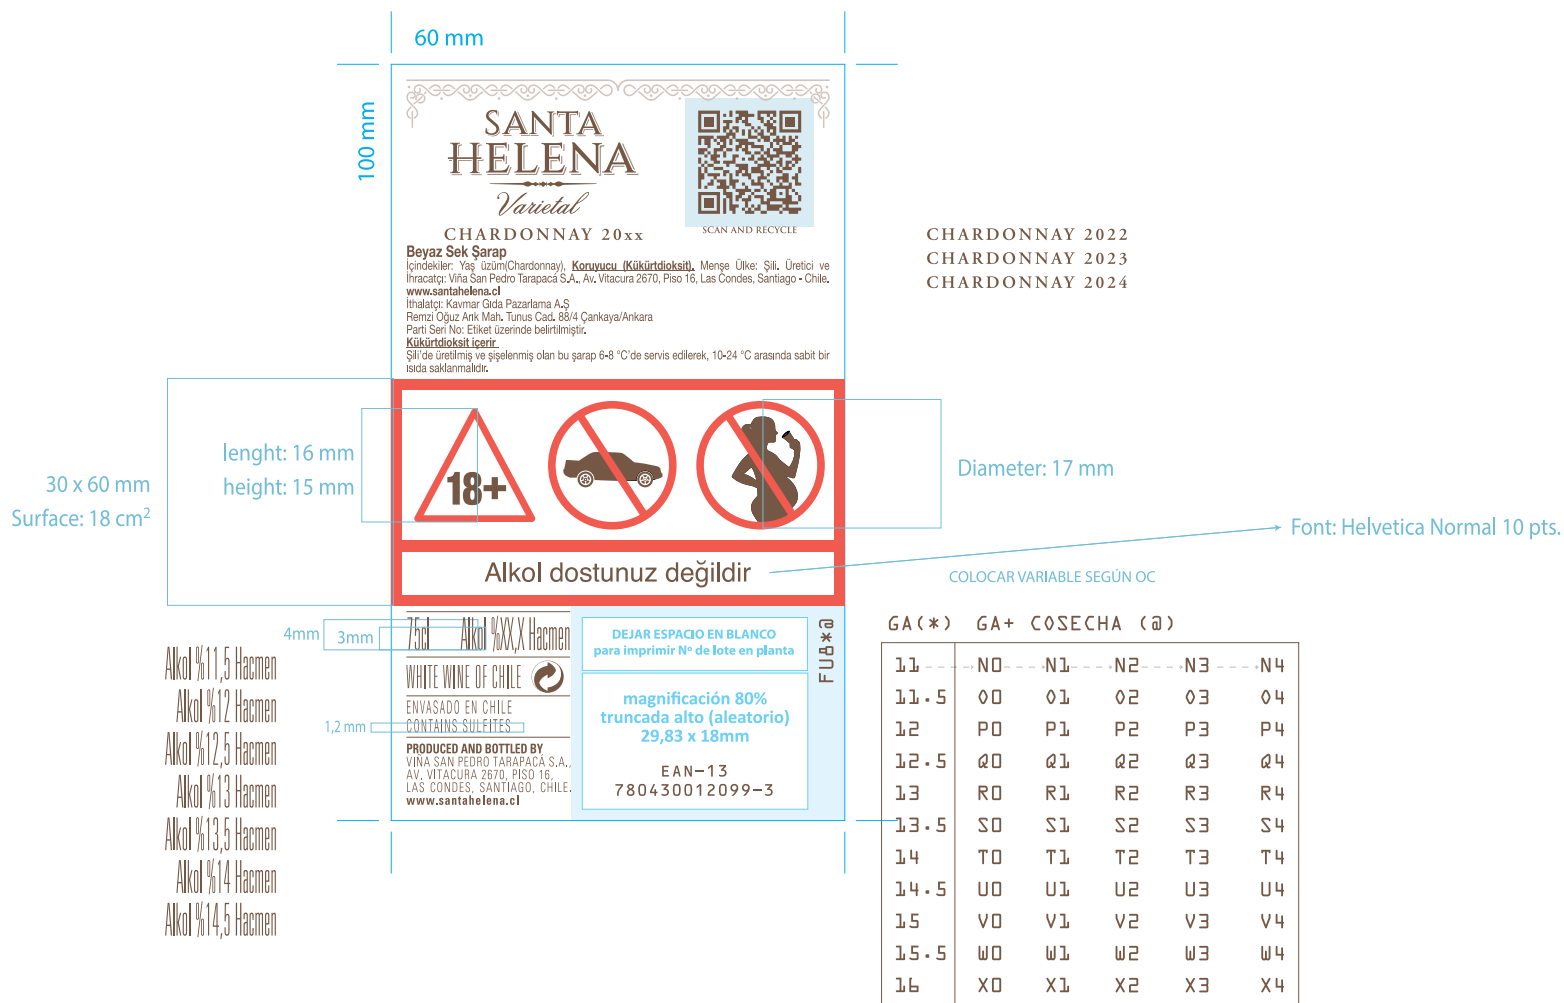 60 mm
100 mm
SANTA
HELENA
Varietal
CHARDONNAY 20xx
SCAN AND RECYCLE
Beyaz Sek Şarap
İçindekiler: Yaş üzüm(Chardonnay), Koruyucu (Kükürtdioksit). Menşe Ülke: Şili. Üretici ve
İhracatçı: Viña San Pedro Tarapacá S.A., Av. Vitacura 2670, Piso 16, Las Condes, Santiago - Chile.
www.santahelena.cl
İthalatçı: Kavmar Gıda Pazarlama A.Ş
Remzi Oğuz Arık Mah. Tunus Cad. 88/4 Çankaya/Ankara
Parti Seri No: Etiket üzerinde belirtilmiştir.
Kükürtdioksit içerir
Şili'de üretilmiş ve şişelenmiş olan bu şarap 6-8 °C'de servis edilerek, 10-24 °C arasında sabit bir
ısıda saklanmalıdır.
CHARDONNAY 2022
CHARDONNAY 2023
CHARDONNAY 2024
30 x 60 mm
Surface: 18 cm²
lenght: 16 mm
height: 15 mm
18+
Diameter: 17 mm
Alkol dostunuz değildir
Font: Helvetica Normal 10 pts.
4mm
3mm
75cl Alkol %XX,X Hacmen
WHITE WINE OF CHILE
ENVASADO EN CHILE
1,2 mm
CONTAINS SULFITES
PRODUCED AND BOTTLED BY
VIÑA SAN PEDRO TARAPACÁ S.A.,
AV. VITACURA 2670, PISO 16,
LAS CONDES, SANTIAGO, CHILE.
www.santahelena.cl
DEJAR ESPACIO EN BLANCO
para imprimir Nº de lote en planta
magnificación 80%
truncada alto (aleatorio)
29,83 x 18mm
EAN-13
780430012099-3
FU8*@
Alkol %11,5 Hacmen
Alkol %12 Hacmen
Alkol %12,5 Hacmen
Alkol %13 Hacmen
Alkol %13,5 Hacmen
Alkol %14 Hacmen
Alkol %14,5 Hacmen
COLOCAR VARIABLE SEGÚN OC
GA(*) GA+ COSECHA (@)
11 N0 N1 N2 N3 N4
11.5 O0 O1 O2 O3 O4
12 P0 P1 P2 P3 P4
12.5 Q0 Q1 Q2 Q3 Q4
13 R0 R1 R2 R3 R4
13.5 S0 S1 S2 S3 S4
14 T0 T1 T2 T3 T4
14.5 U0 U1 U2 U3 U4
15 V0 V1 V2 V3 V4
15.5 W0 W1 W2 W3 W4
16 X0 X1 X2 X3 X4